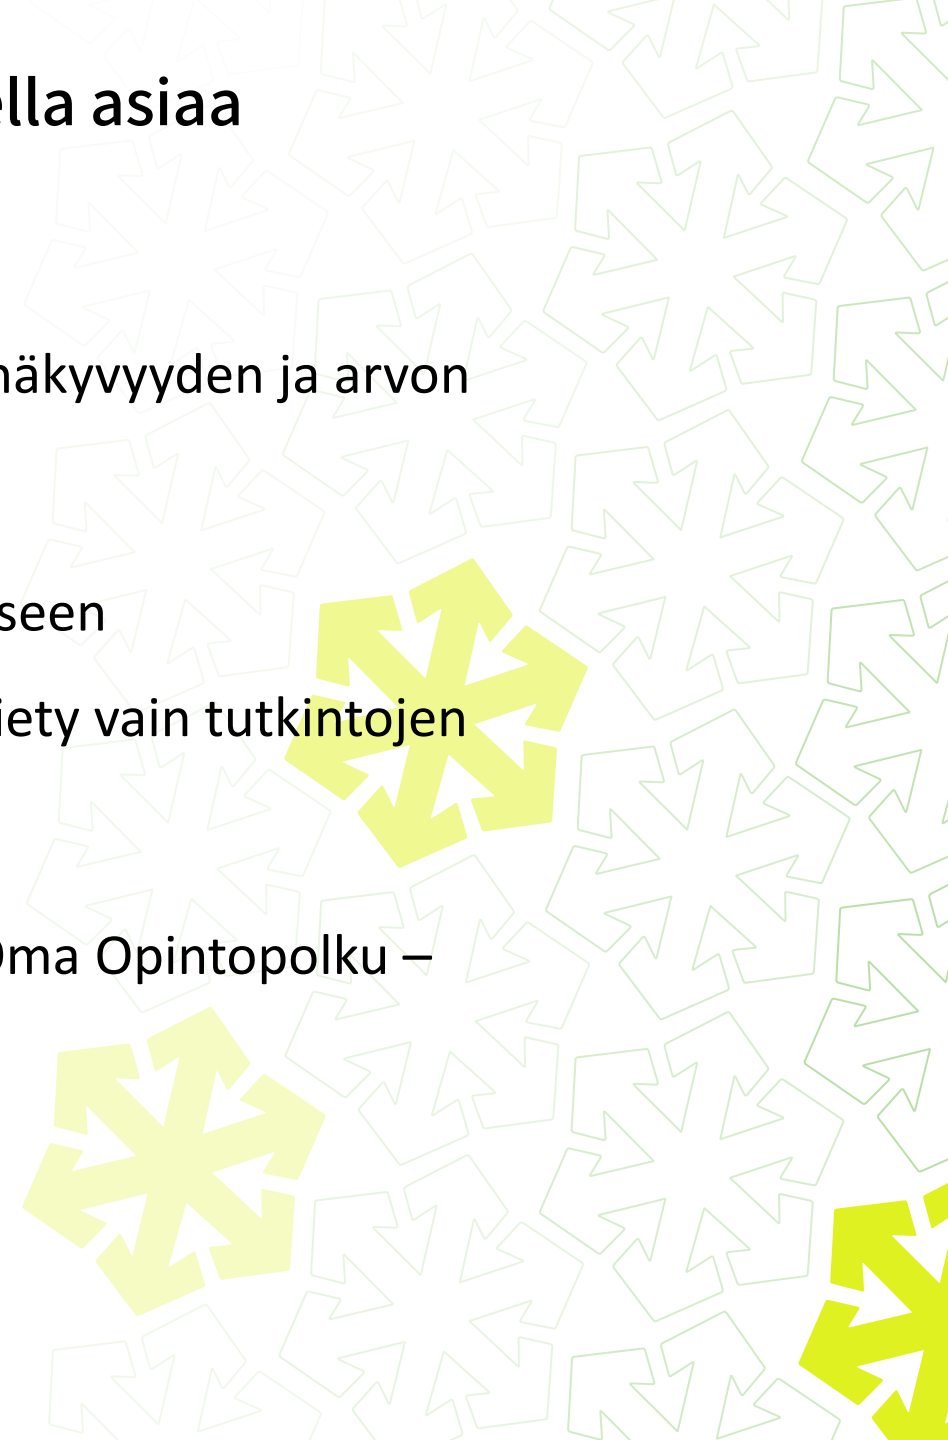 ella asiaa
näkyvyyden ja arvon
seen
iety vain tutkintojen
Oma Opintopolku –